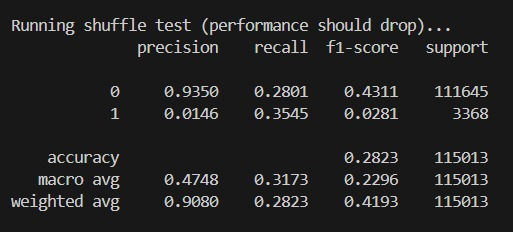 Running shuffle test (performance should drop)...
precision recall f1-score support
0 0.9350 0.2801 0.4311 111645
1 0.0146 0.3545 0.0281 3368
accuracy 0.2823 115013
macro avg 0.4748 0.3173 0.2296 115013
weighted avg 0.9080 0.2823 0.4193 115013